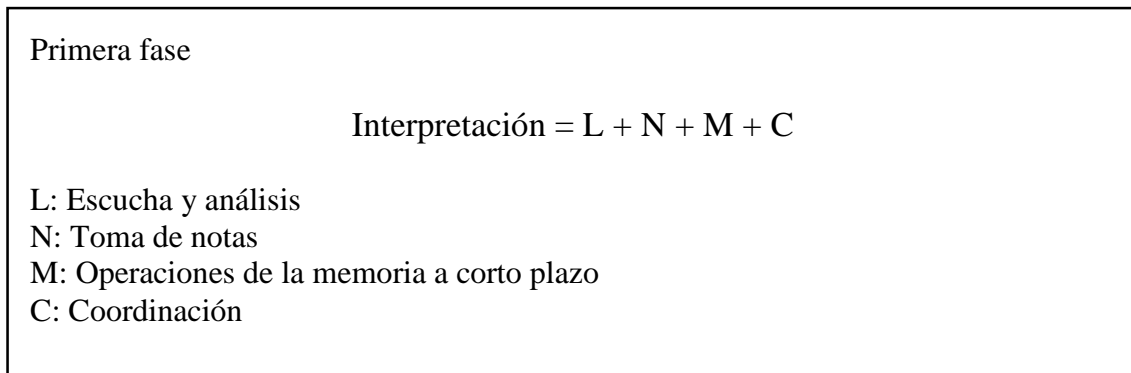 Primera fase
Interpretación = L + N + M + C
L: Escucha y análisis
N: Toma de notas
M: Operaciones de la memoria a corto plazo
C: Coordinación